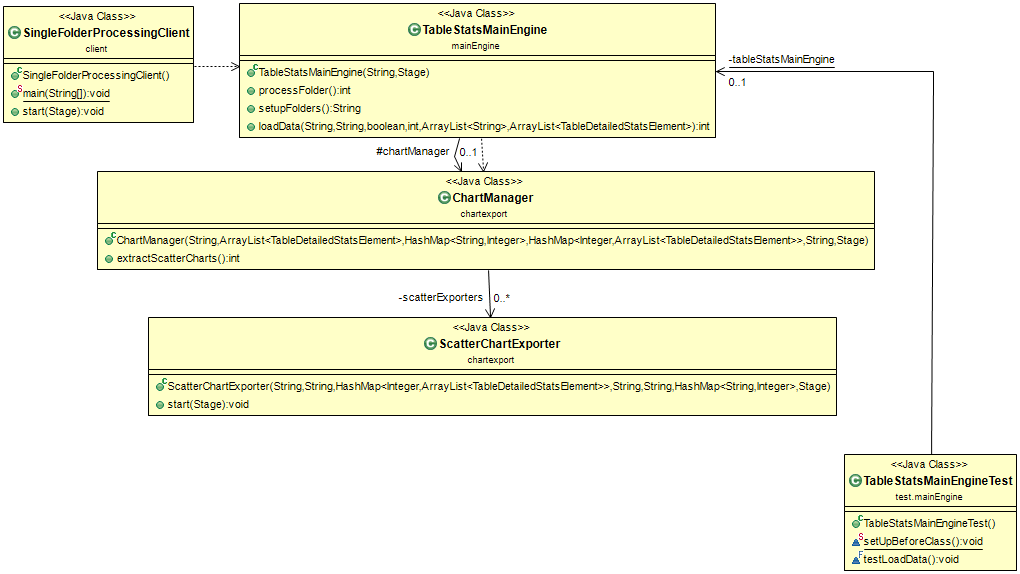 <<Java Class>>
SingleFolderProcessingClient
client
SingleFolderProcessingClient()
main(String[]):void
start(Stage):void
<<Java Class>>
TableStatsMainEngine
mainEngine
TableStatsMainEngine(String,Stage)
processFolder():int
setupFolders():String
loadData(String,String,boolean,int,ArrayList<String>,ArrayList<TableDetailedStatsElement>):int
-tableStatsMainEngine
0..1
#chartManager
0..1
<<Java Class>>
ChartManager
chartexport
ChartManager(String,ArrayList<TableDetailedStatsElement>,HashMap<String,Integer>,HashMap<Integer,ArrayList<TableDetailedStatsElement>>,String,Stage)
extractScatterCharts():int
-scatterExporters
0..*
<<Java Class>>
ScatterChartExporter
chartexport
ScatterChartExporter(String,String,HashMap<Integer,ArrayList<TableDetailedStatsElement>>,String,String,HashMap<String,Integer>,Stage)
start(Stage):void
<<Java Class>>
TableStatsMainEngineTest
test.mainEngine
TableStatsMainEngineTest()
setUpBeforeClass():void
testLoadData():void